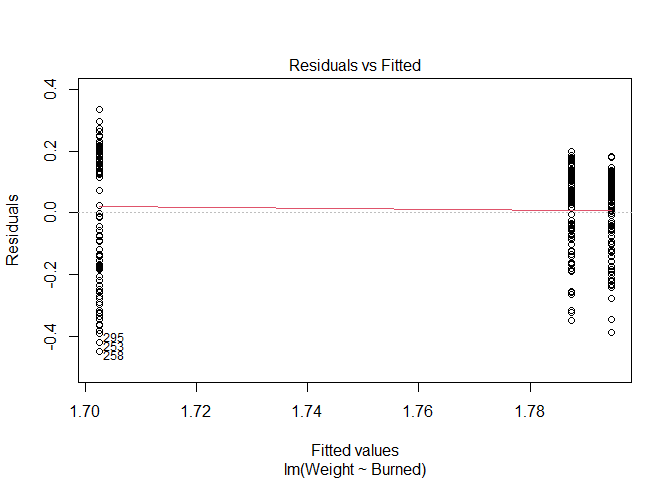 Residuals vs Fitted
0.4
0.2
0.0
-0.2
-0.4
Residuals
295
253
258
1.70 1.72 1.74 1.76 1.78
Fitted values
lm(Weight ~ Burned)